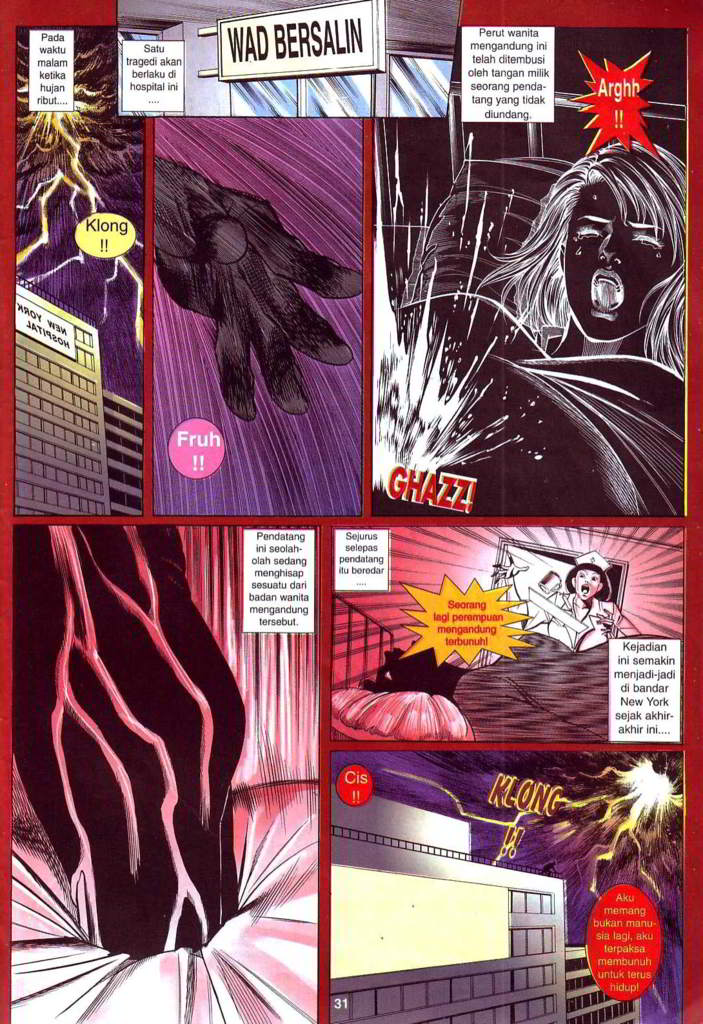 Pada
waktu
malam
ketika
hujan
ribut....
Satu
tragedi akan
berlaku di
hospital ini
....
WAD BERSALIN
Perut wanita
mengandung ini
telah ditembusi
oleh tangan milik
seorang penda-
tang yang tidak
diundang.
Arghh
!!
Klong
!!
NEW YORK
HOSPITAL
Fruh
!!
GHAZZ!
Pendatang
ini seolah-
olah sedang
menghisap
sesuatu dari
badan wanita
mengandung
tersebut.
Sejurus
selepas
pendatang
itu beredar
....
Seorang
lagi perempuan
mengandung
terbunuh!
Kejadian
ini semakin
menjadi-jadi
di bandar
New York
sejak akhir-
akhir ini....
Cis
!!
KLONG
!!
Aku
memang
bukan manu-
sia lagi, aku
terpaksa
membunuh
untuk terus
hidup!
31